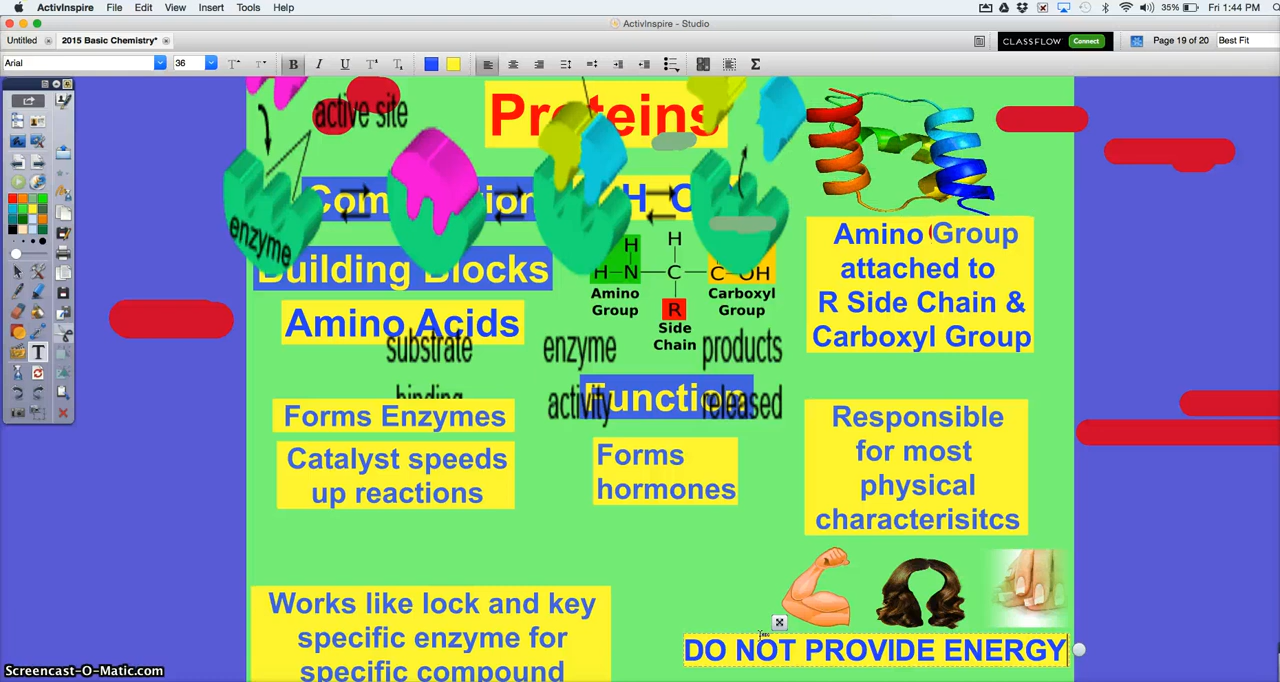 ActivInspire File Edit View Insert Tools Help
35% Fri 1:44 PM
ActivInspire - Studio
Untitled
2015 Basic Chemistry*
CLASSFLOW Connect
Page 19 of 20
Best Fit
Arial
36
B I U
active site
Proteins
enzyme
H
Building Blocks
H H
H-N C C-OH
Amino Group
Carboxyl Group
R
Side Chain
Amino Group
attached to
R Side Chain &
Carboxyl Group
Amino Acids
substrate
binding
enzyme
activity
products
released
Function
Forms Enzymes
Catalyst speeds
up reactions
Forms
hormones
Responsible
for most
physical
characterisitcs
Works like lock and key
specific enzyme for
specific compound
DO NOT PROVIDE ENERGY
Screencast-O-Matic.com